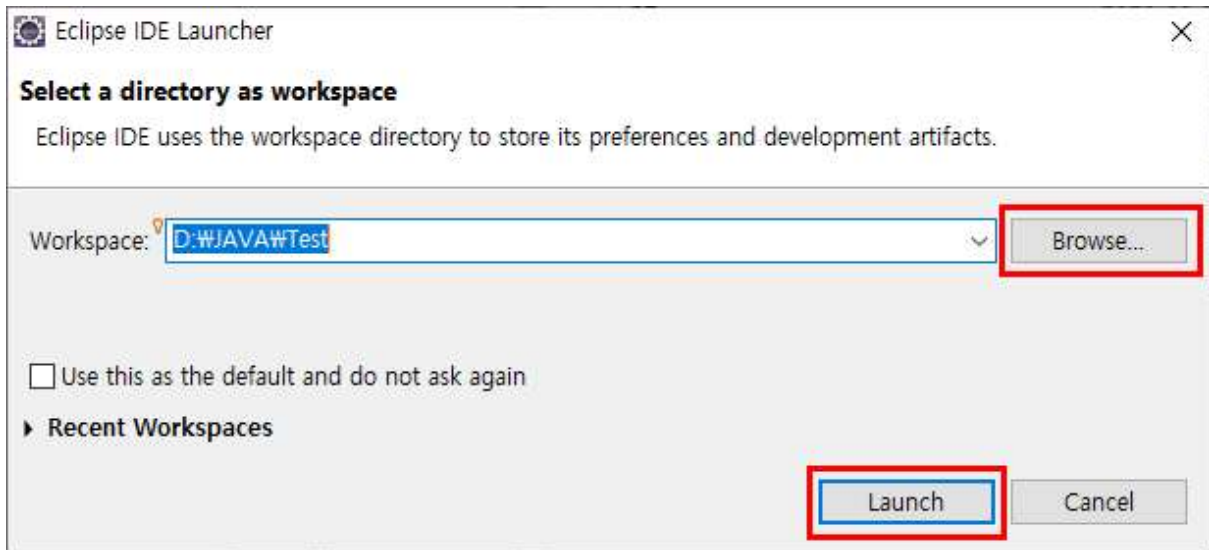 Eclipse IDE Launcher
Select a directory as workspace
Eclipse IDE uses the workspace directory to store its preferences and development artifacts.
Workspace: D:₩JAVA₩Test Browse...
Use this as the default and do not ask again
Recent Workspaces
Launch Cancel